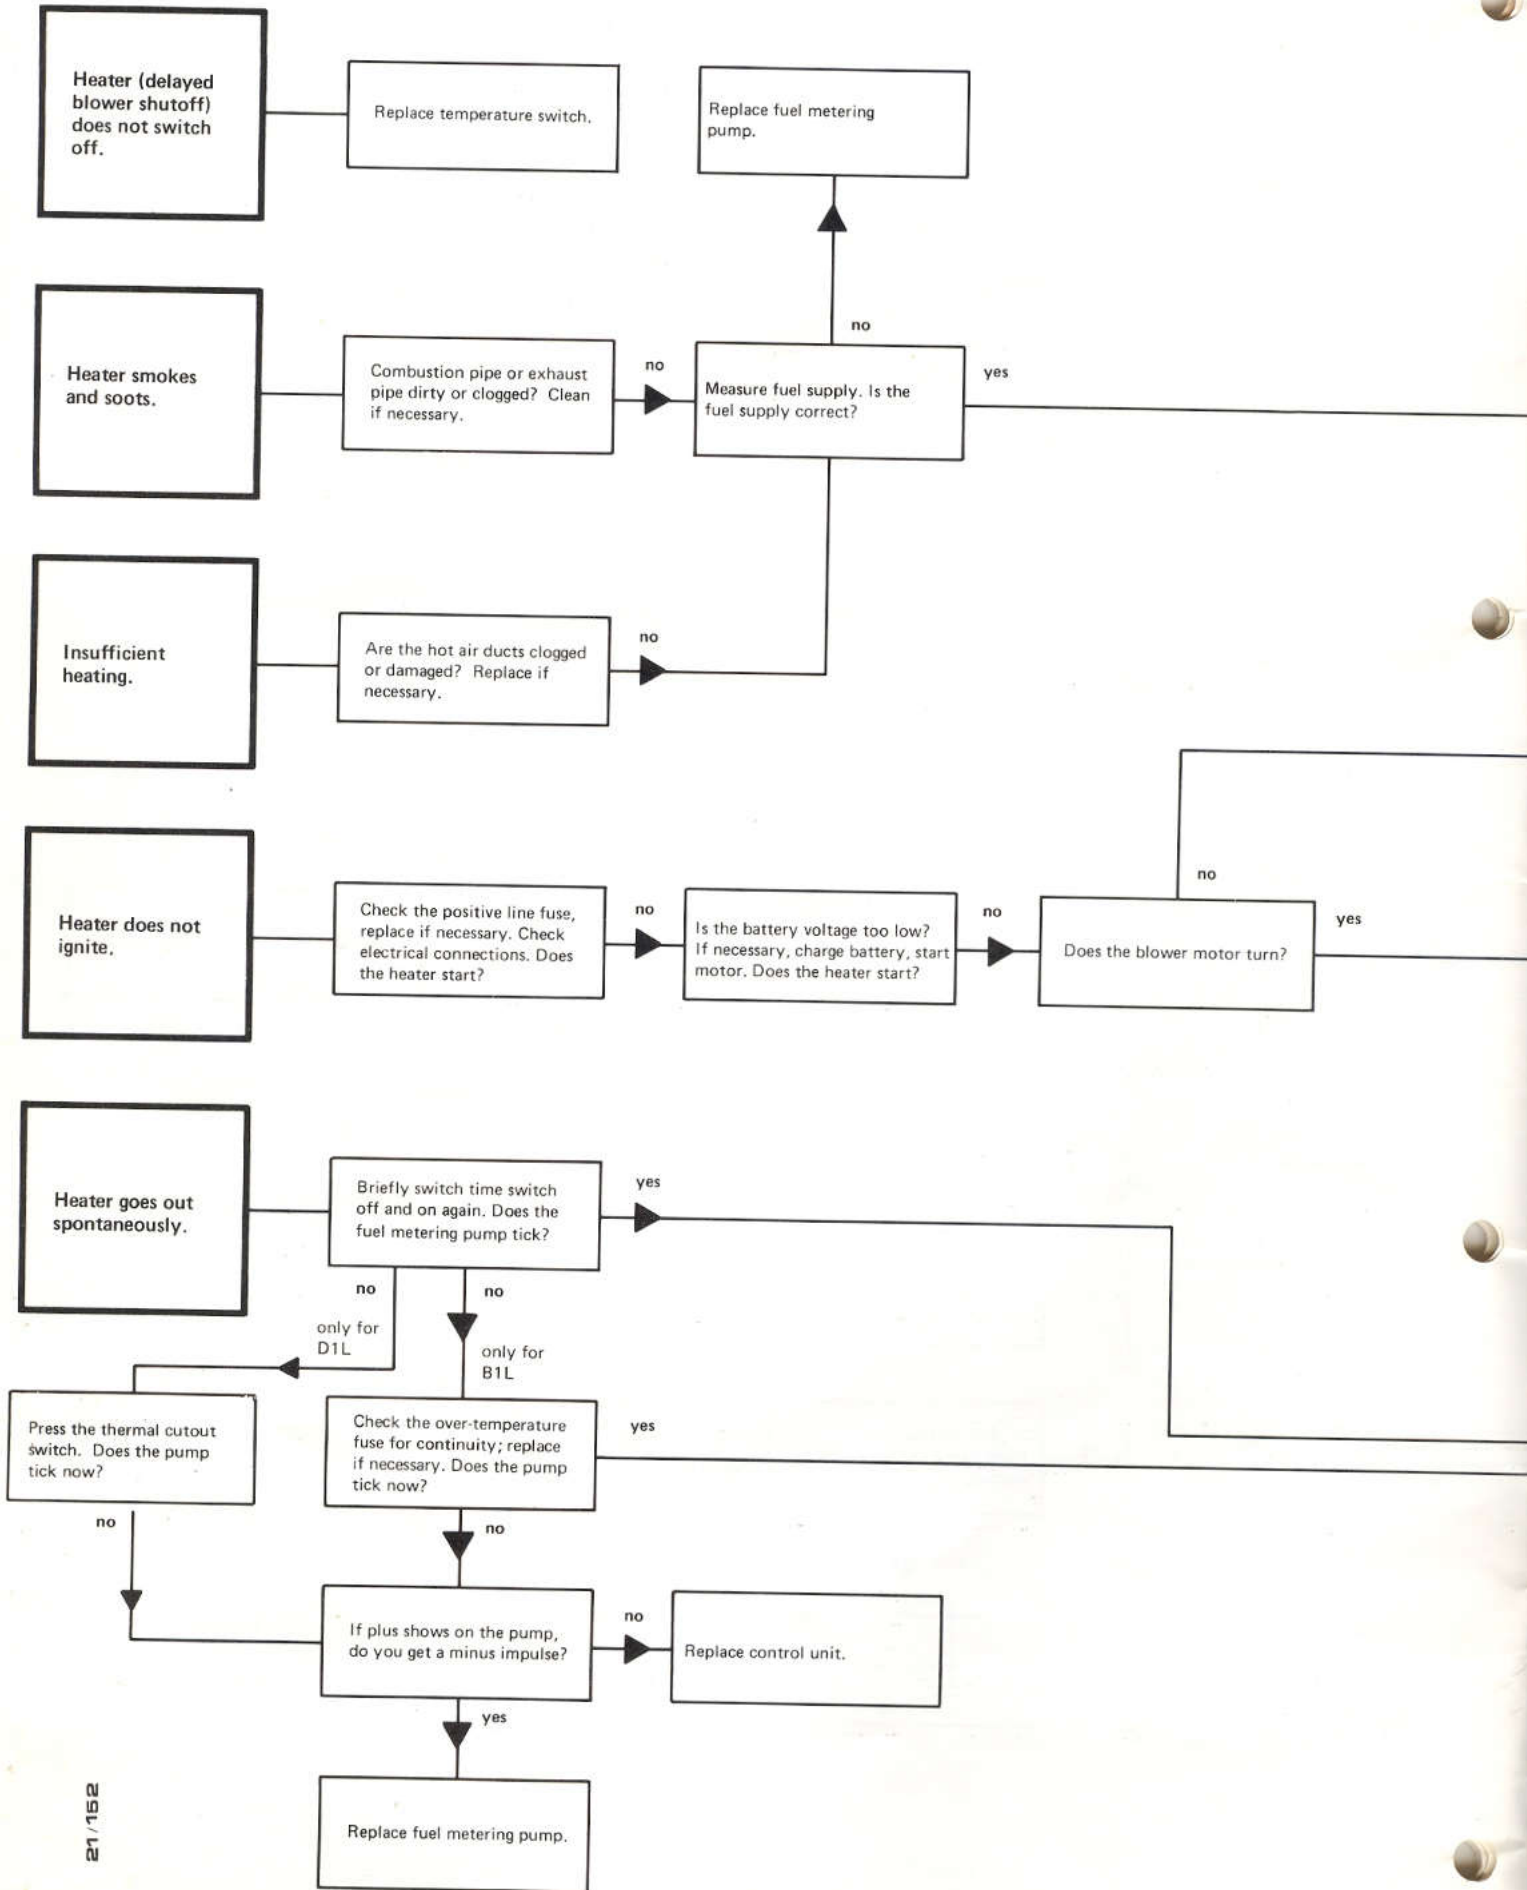 Heater (delayed
blower shutoff)
does not switch
off.
Replace temperature switch.
Replace fuel metering
pump.
no
Heater smokes
and soots.
Combustion pipe or exhaust
pipe dirty or clogged? Clean
if necessary.
no
Measure fuel supply. Is the
fuel supply correct?
yes
Insufficient
heating.
Are the hot air ducts clogged
or damaged? Replace if
necessary.
no
Heater does not
ignite.
Check the positive line fuse,
replace if necessary. Check
electrical connections. Does
the heater start?
no
Is the battery voltage too low?
If necessary, charge battery, start
motor. Does the heater start?
no
Does the blower motor turn?
no
yes
Heater goes out
spontaneously.
Briefly switch time switch
off and on again. Does the
fuel metering pump tick?
yes
no
only for
D1L
no
only for
B1L
Press the thermal cutout
switch. Does the pump
tick now?
no
Check the over-temperature
fuse for continuity; replace
if necessary. Does the pump
tick now?
yes
no
If plus shows on the pump,
do you get a minus impulse?
no
Replace control unit.
yes
Replace fuel metering pump.
21/152